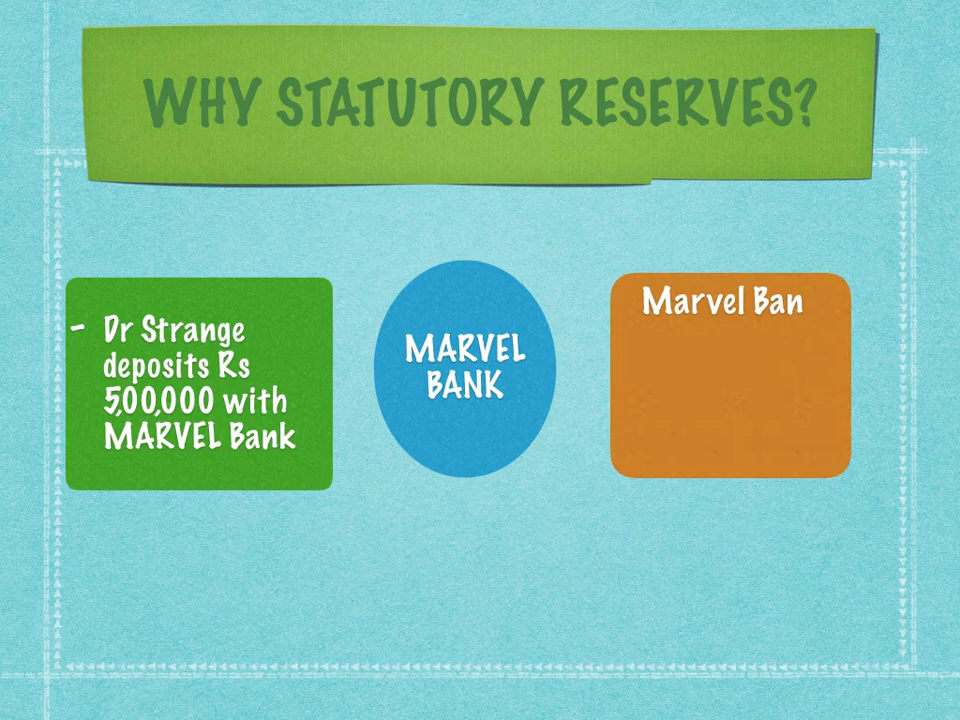 WHY STATUTORY RESERVES?
- Dr Strange
deposits Rs
5,00,000 with
MARVEL Bank
MARVEL
BANK
Marvel Ban